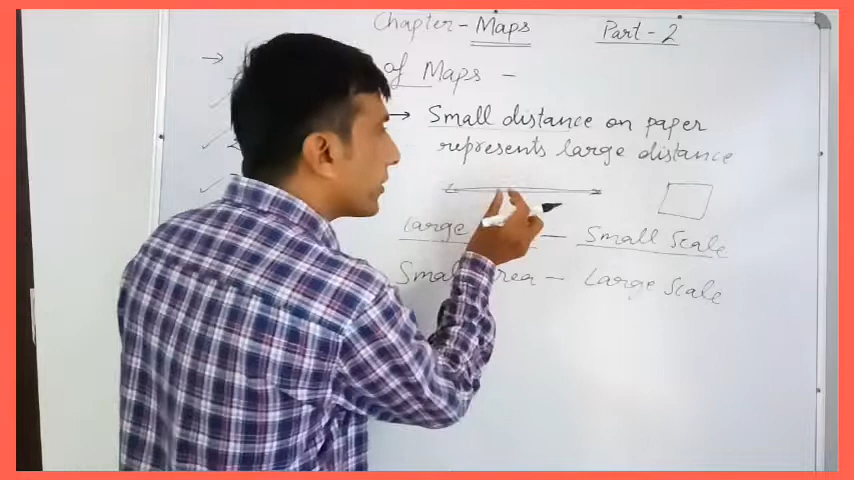 Chapter - Maps Part - 2
of Maps -
Small distance on paper
represents large distance
large — Small Scale
Small Area — Large Scale